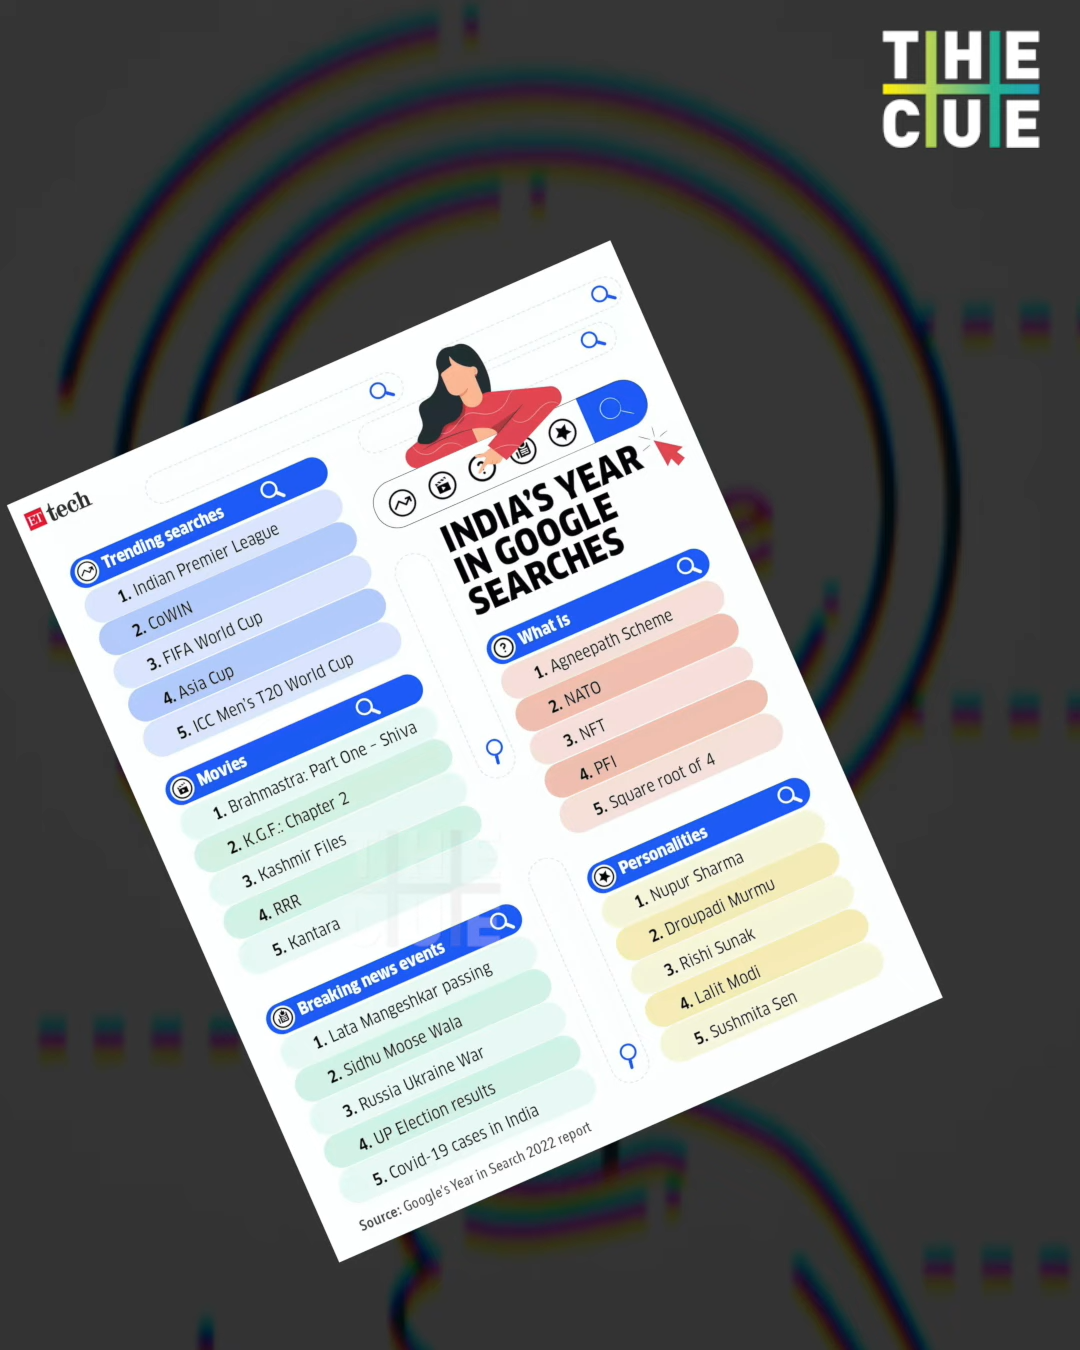 THE
CUE
ET tech
INDIA'S YEAR
IN GOOGLE
SEARCHES
Trending searches
1. Indian Premier League
2. CoWIN
3. FIFA World Cup
4. Asia Cup
5. ICC Men's T20 World Cup
Movies
1. Brahmastra: Part One – Shiva
2. K.G.F.: Chapter 2
3. Kashmir Files
4. RRR
5. Kantara
Breaking news events
1. Lata Mangeshkar passing
2. Sidhu Moose Wala
3. Russia Ukraine War
4. UP Election results
5. Covid-19 cases in India
What is
1. Agneepath Scheme
2. NATO
3. NFT
4. PFI
5. Square root of 4
Personalities
1. Nupur Sharma
2. Droupadi Murmu
3. Rishi Sunak
4. Lalit Modi
5. Sushmita Sen
Source: Google's Year in Search 2022 report